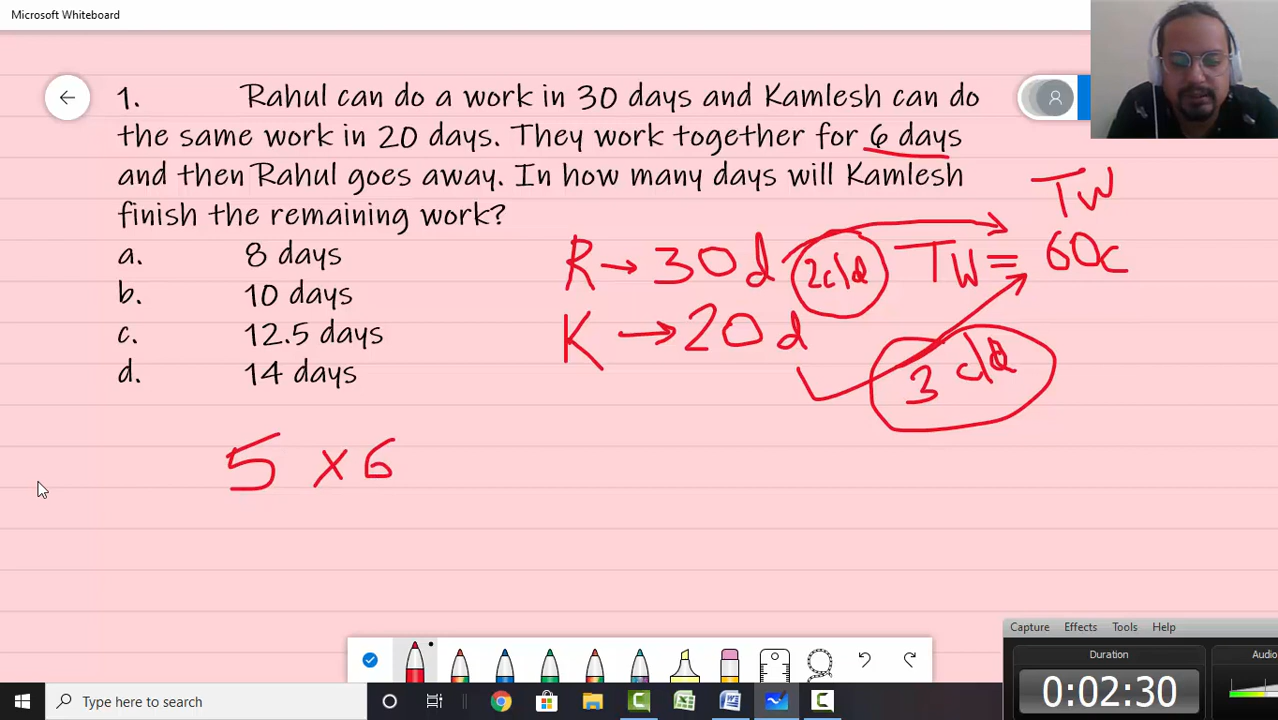 Microsoft Whiteboard
1. Rahul can do a work in 30 days and Kamlesh can do
the same work in 20 days. They work together for 6 days
and then Rahul goes away. In how many days will Kamlesh
finish the remaining work?
a. 8 days
b. 10 days
c. 12.5 days
d. 14 days
TW
R → 30d 2c/d TW = 60c
K → 20 d
3 c/d
5 × 6
Capture Effects Tools Help
Duration
Audio
0:02:30
Type here to search